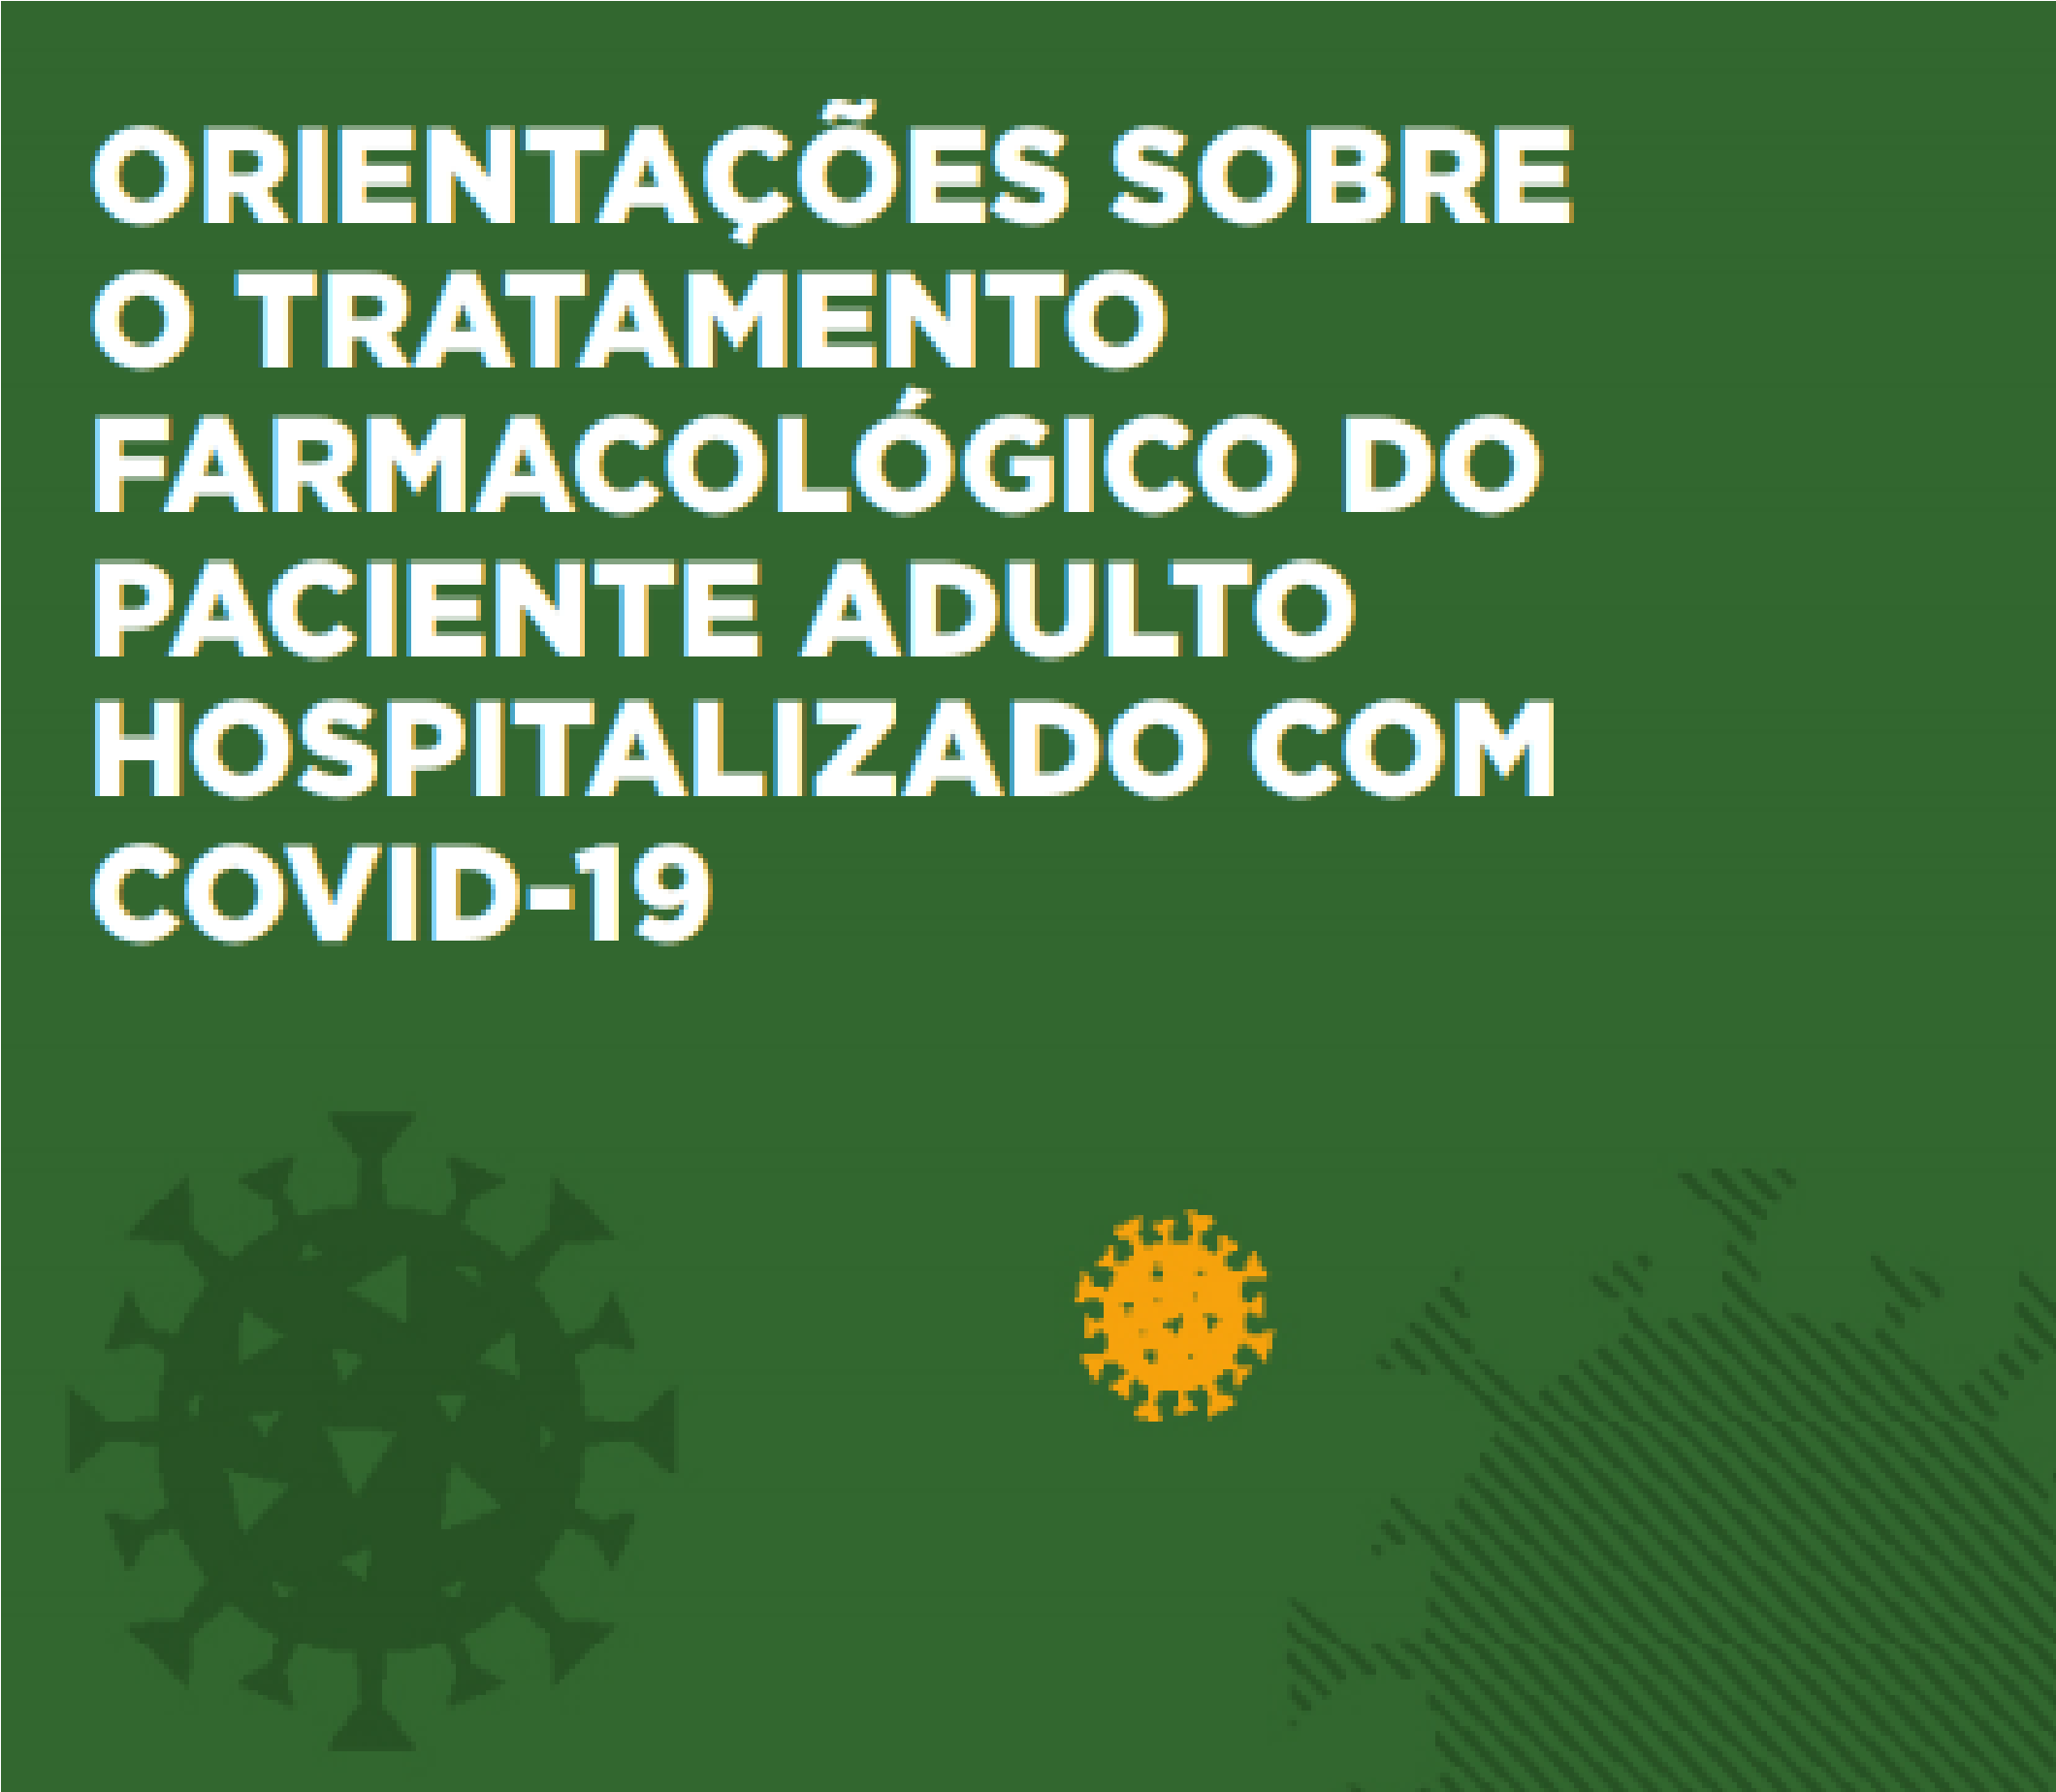 ORIENTAÇÕES SOBRE
O TRATAMENTO
FARMACOLÓGICO DO
PACIENTE ADULTO
HOSPITALIZADO COM
COVID-19